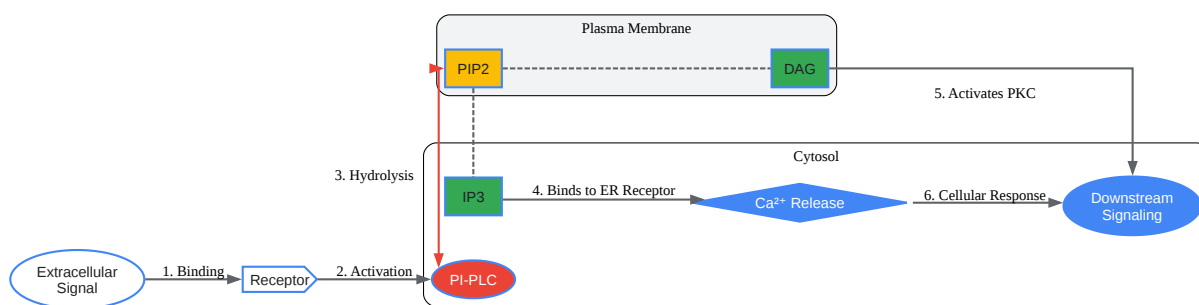 Plasma Membrane
PIP2
DAG
5. Activates PKC
Cytosol
3. Hydrolysis
IP3
4. Binds to ER Receptor
Ca²⁺ Release
6. Cellular Response
Downstream
Signaling
Extracellular
Signal
1. Binding
Receptor
2. Activation
PI-PLC